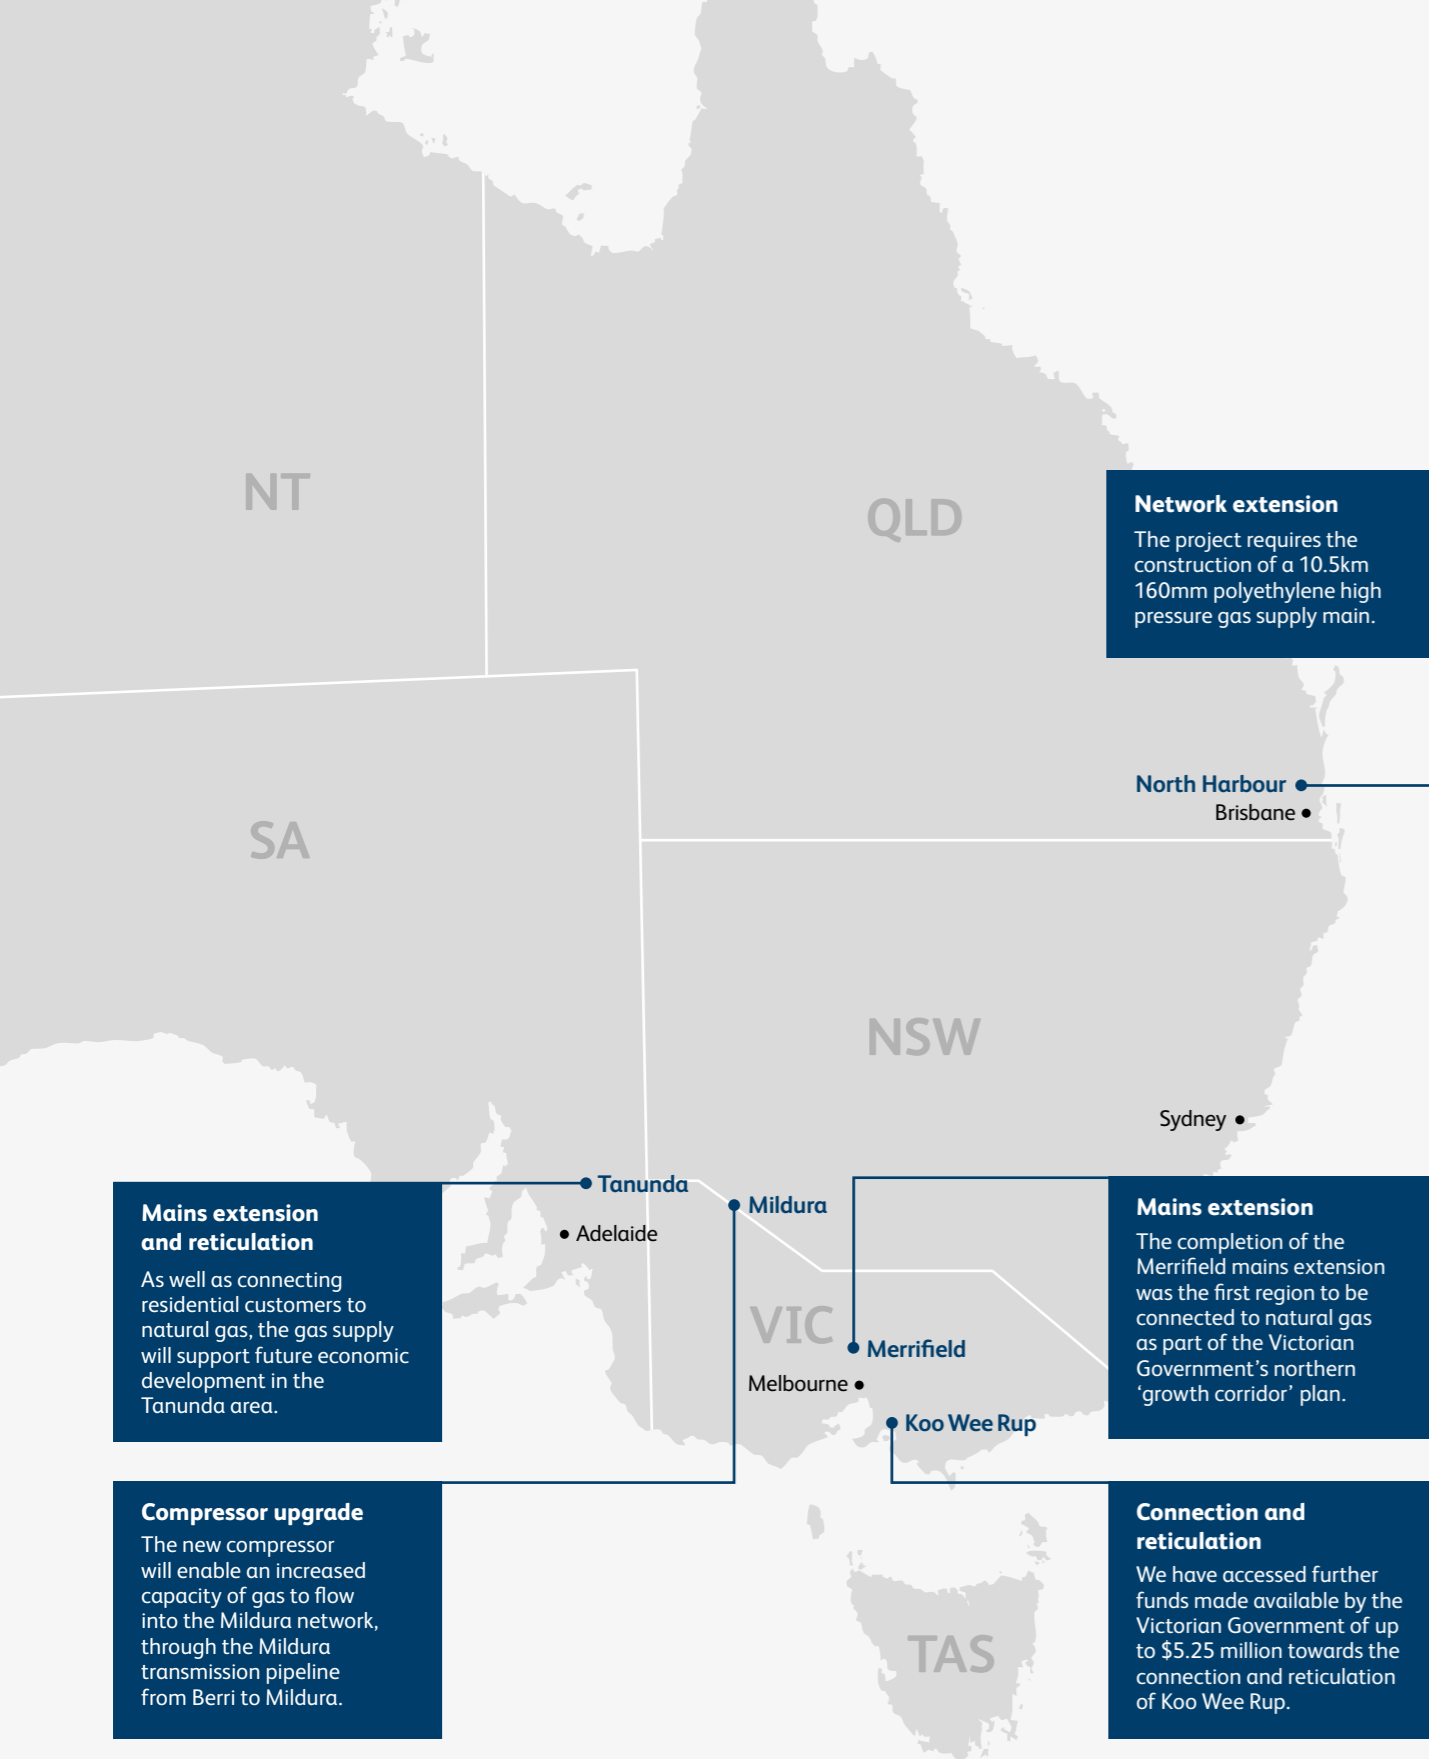 NT
QLD
Network extension
The project requires the
construction of a 10.5km
160mm polyethylene high
pressure gas supply main.
North Harbour
Brisbane
SA
NSW
Sydney
Tanunda
Mildura
Adelaide
Mains extension
and reticulation
As well as connecting
residential customers to
natural gas, the gas supply
will support future economic
development in the
Tanunda area.
VIC
Merrifield
Melbourne
Koo Wee Rup
Mains extension
The completion of the
Merrifield mains extension
was the first region to be
connected to natural gas
as part of the Victorian
Government’s northern
‘growth corridor’ plan.
Compressor upgrade
The new compressor
will enable an increased
capacity of gas to flow
into the Mildura network,
through the Mildura
transmission pipeline
from Berri to Mildura.
TAS
Connection and
reticulation
We have accessed further
funds made available by the
Victorian Government of up
to $5.25 million towards the
connection and reticulation
of Koo Wee Rup.